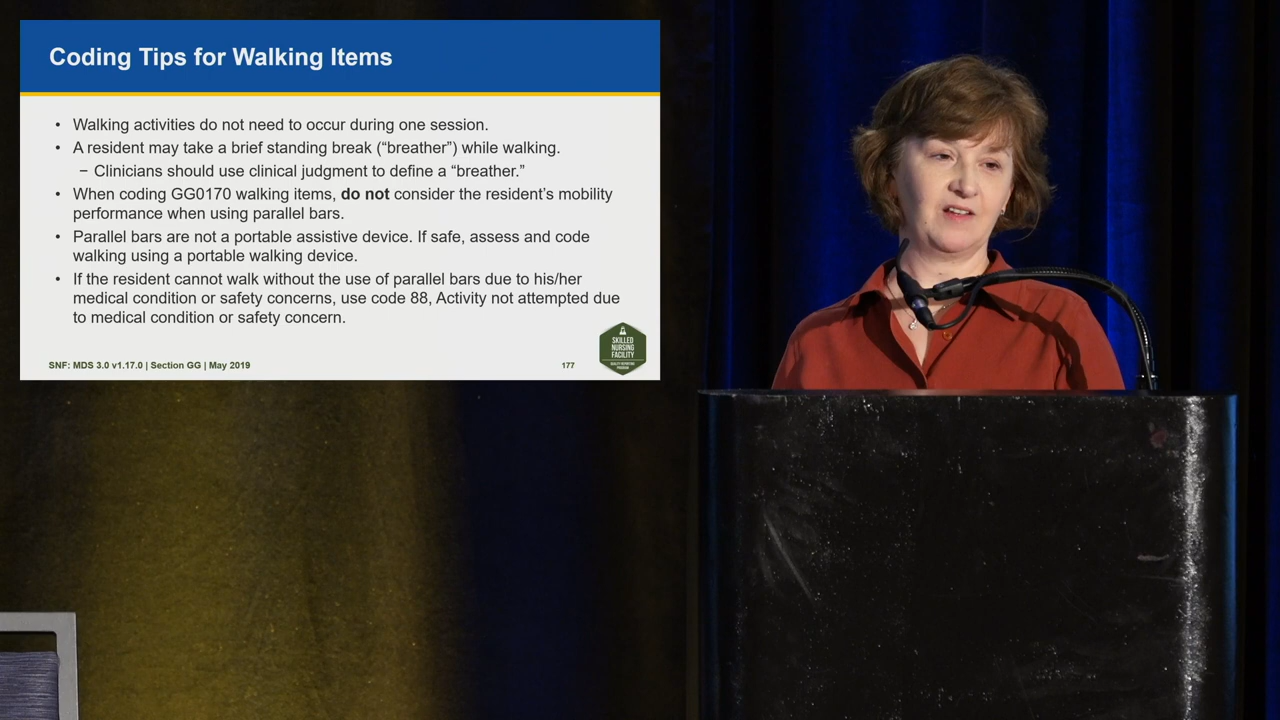 Coding Tips for Walking Items
• Walking activities do not need to occur during one session.
• A resident may take a brief standing break (“breather”) while walking.
− Clinicians should use clinical judgment to define a “breather.”
• When coding GG0170 walking items, do not consider the resident’s mobility
performance when using parallel bars.
• Parallel bars are not a portable assistive device. If safe, assess and code
walking using a portable walking device.
• If the resident cannot walk without the use of parallel bars due to his/her
medical condition or safety concerns, use code 88, Activity not attempted due
to medical condition or safety concern.
SKILLED
NURSING
FACILITY
QUALITY REPORTING
PROGRAM
SNF: MDS 3.0 v1.17.0 | Section GG | May 2019
177